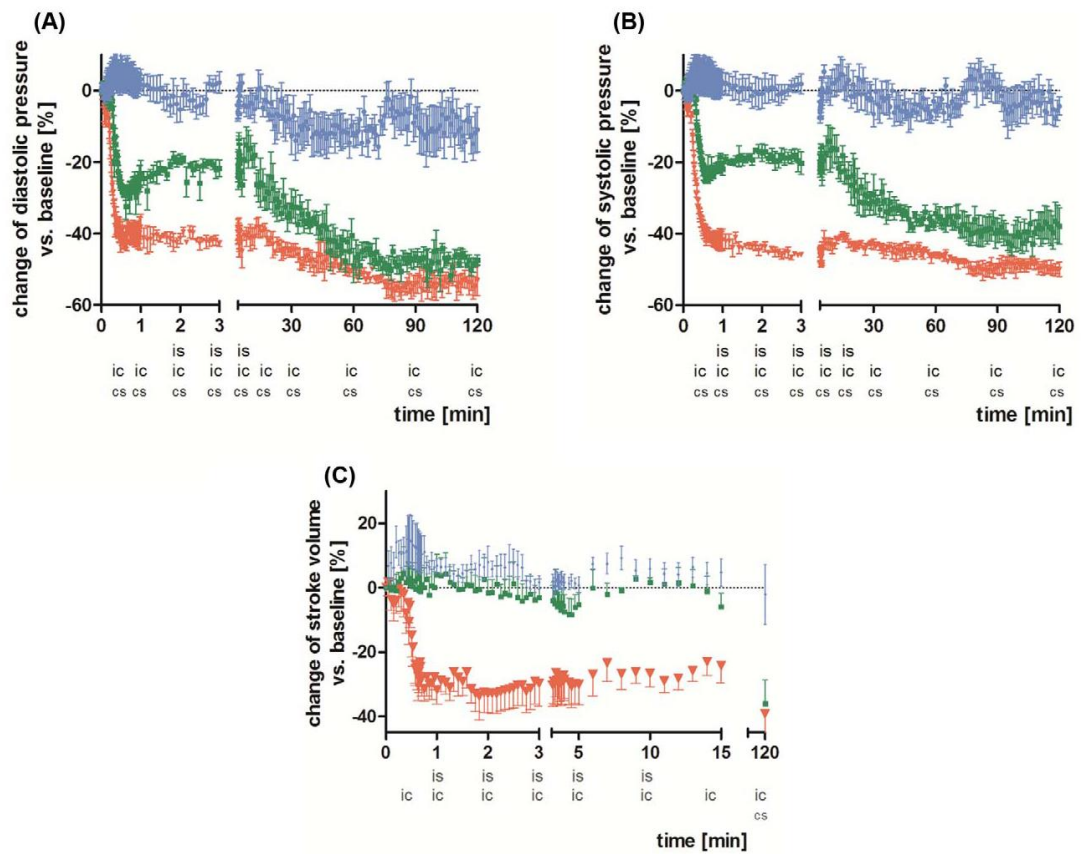 (A)
change of diastolic pressure
vs. baseline [%]
0
-20
-40
-60
0 1 2 3 30 60 90 120
is is is
ic ic ic ic ic ic ic ic ic ic
cs cs cs cs cs cs cs cs cs cs
time [min]
(B)
change of systolic pressure
vs. baseline [%]
0
-20
-40
-60
0 1 2 3 30 60 90 120
is is is is is
ic ic ic ic ic ic ic ic ic ic
cs cs cs cs cs cs cs cs cs cs
time [min]
(C)
change of stroke volume
vs. baseline [%]
20
0
-20
-40
0 1 2 3 5 10 15 120
is is is is is
ic ic ic ic ic ic ic ic
cs
time [min]